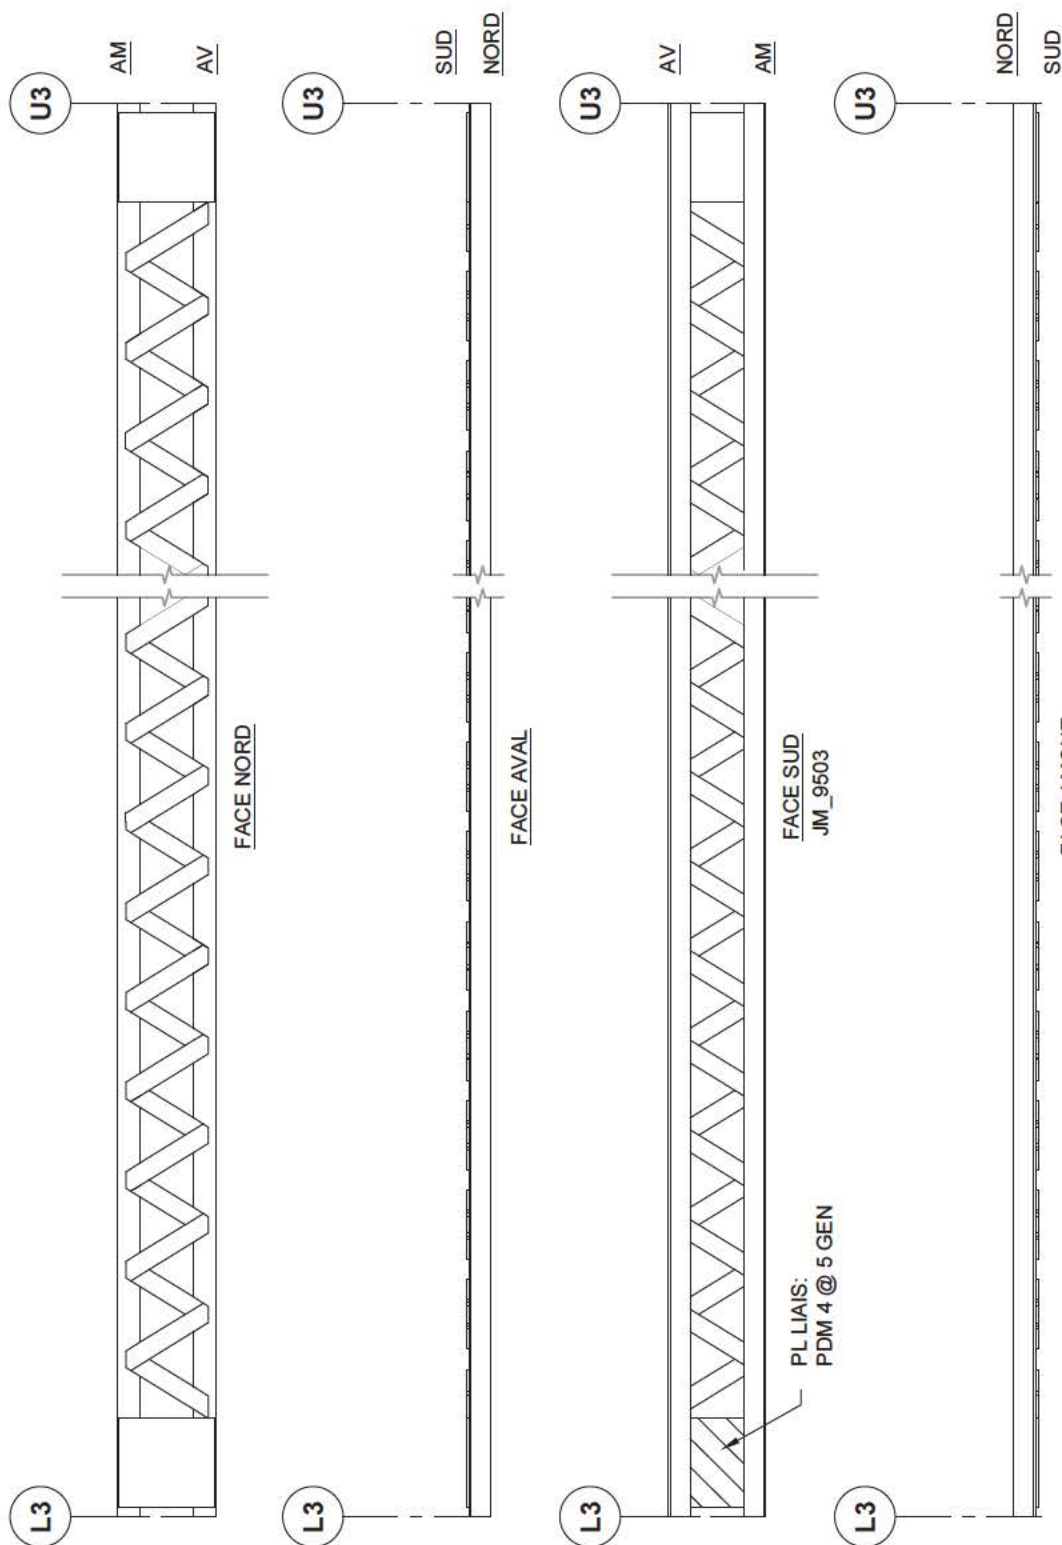 U3
AM
AV
FACE NORD
L3
U3
SUD
NORD
FACE AVAL
L3
U3
AV
AM
FACE SUD
JM_9503
PL LIAIS:
PDM 4 @ 5 GEN
L3
U3
NORD
SUD
L3